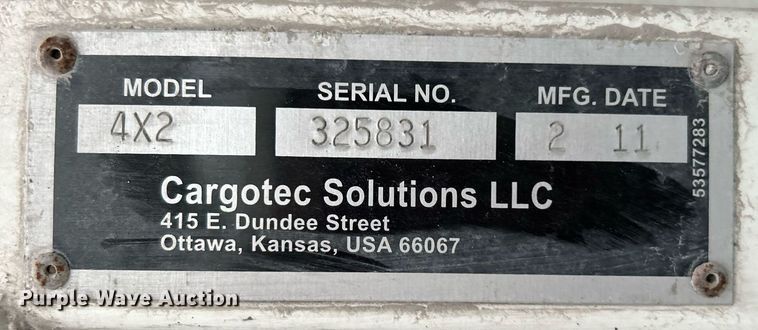 MODEL SERIAL NO. MFG. DATE
4X2 325831 2 11
53577283
Cargotec Solutions LLC
415 E. Dundee Street
Ottawa, Kansas, USA 66067
Purple Wave Auction